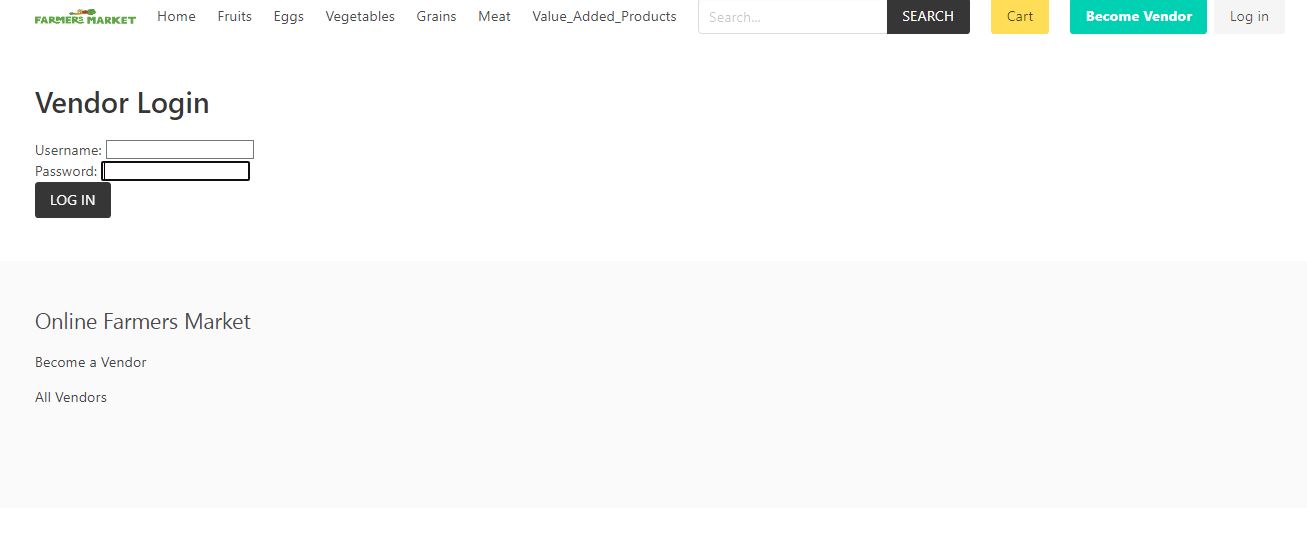 FARMERS MARKET Home Fruits Eggs Vegetables Grains Meat Value_Added_Products Search... SEARCH Cart Become Vendor Log in
Vendor Login
Username:
Password:
LOG IN
Online Farmers Market
Become a Vendor
All Vendors